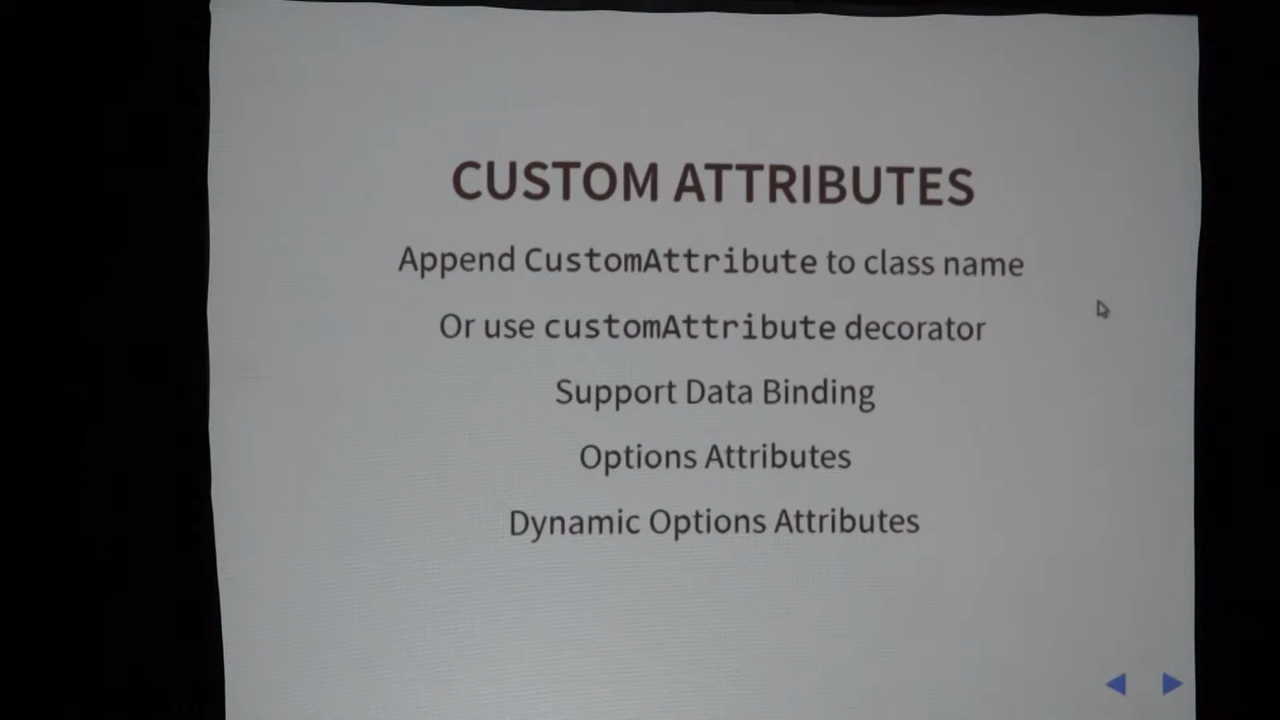 CUSTOM ATTRIBUTES
Append CustomAttribute to class name
Or use customAttribute decorator
Support Data Binding
Options Attributes
Dynamic Options Attributes